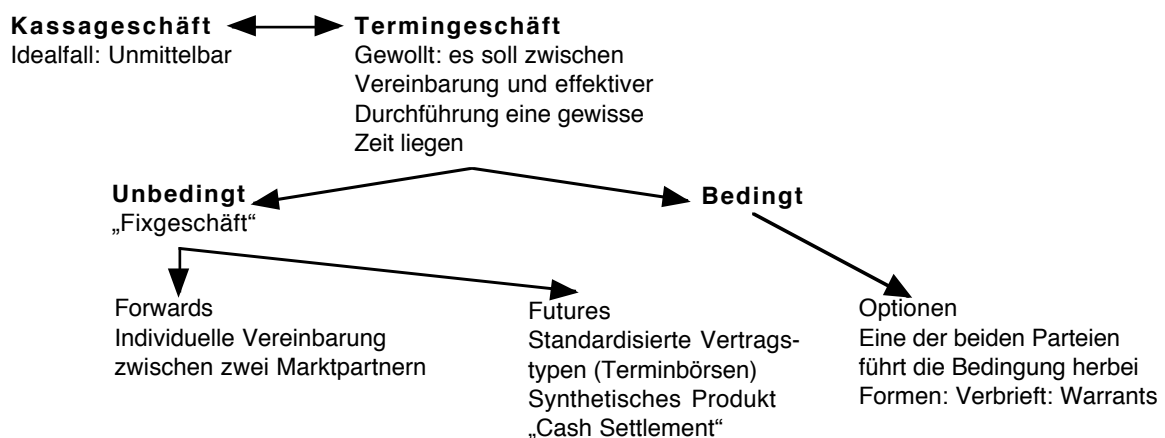 Kassageschäft
Idealfall: Unmittelbar
Termingeschäft
Gewollt: es soll zwischen
Vereinbarung und effektiver
Durchführung eine gewisse
Zeit liegen
Unbedingt
„Fixgeschäft“
Bedingt
Forwards
Individuelle Vereinbarung
zwischen zwei Marktpartnern
Futures
Standardisierte Vertrags-
typen (Terminbörsen)
Synthetisches Produkt
„Cash Settlement“
Optionen
Eine der beiden Parteien
führt die Bedingung herbei
Formen: Verbrieft: Warrants